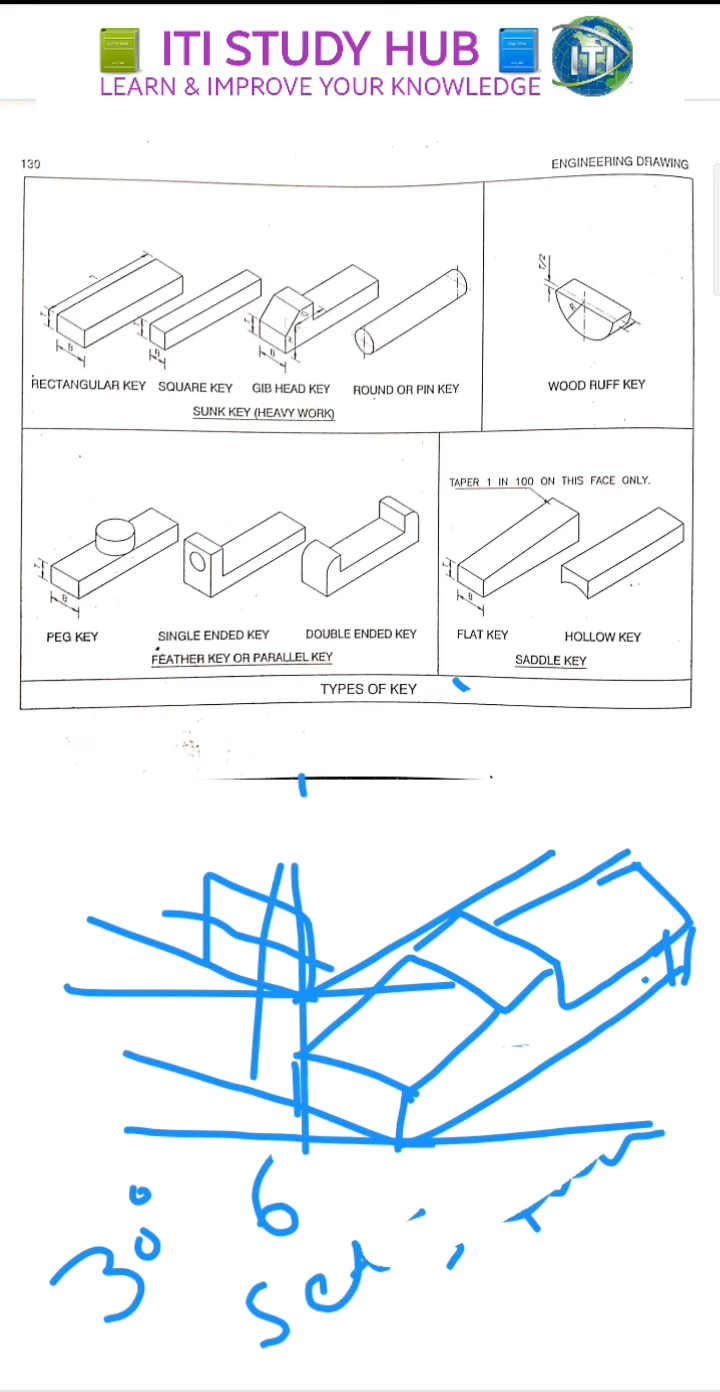 ITI STUDY HUB
LEARN & IMPROVE YOUR KNOWLEDGE
ITI
130
ENGINEERING DRAWING
T/2
R
L
T
B
T
B
T
B
RECTANGULAR KEY
SQUARE KEY
GIB HEAD KEY
ROUND OR PIN KEY
WOOD RUFF KEY
SUNK KEY (HEAVY WORK)
TAPER 1 IN 100 ON THIS FACE ONLY.
T
B
T
B
PEG KEY
SINGLE ENDED KEY
DOUBLE ENDED KEY
FLAT KEY
HOLLOW KEY
FEATHER KEY OR PARALLEL KEY
SADDLE KEY
TYPES OF KEY
30°
6